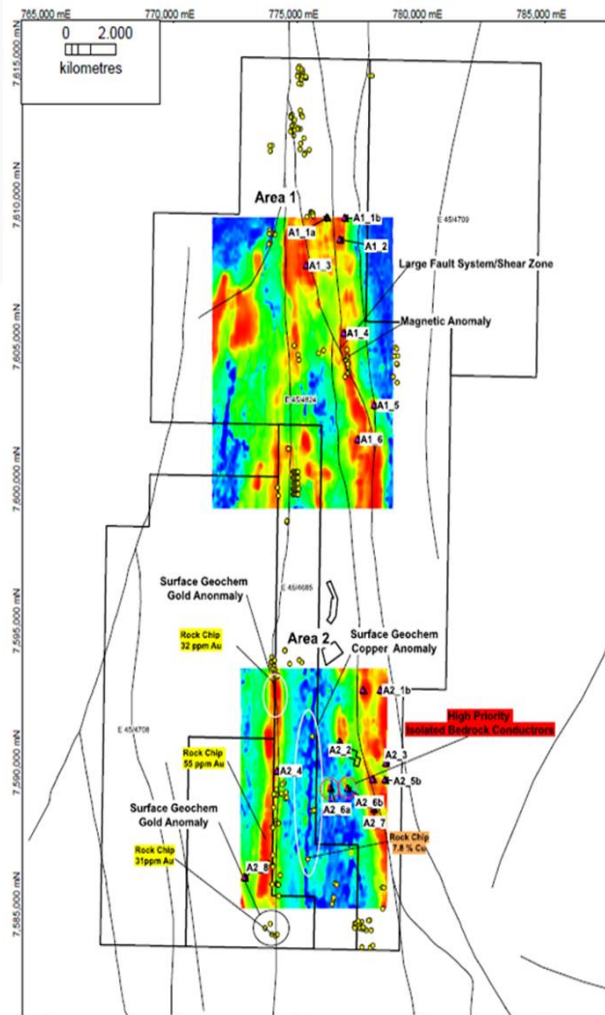 765,000 mE
770,000 mE
775,000 mE
780,000 mE
785,000 mE
0 2.000
kilometres
7,615,000 mN
7,610,000 mN
7,605,000 mN
7,600,000 mN
7,595,000 mN
7,590,000 mN
7,585,000 mN
Area 1
A1_1b
A1_1a
E 45/4709
A1_2
A1_3
Large Fault System/Shear Zone
Magnetic Anomaly
A1_4
E 45/4824
A1_5
A1_6
Surface Geochem
Gold Anonmaly
E 45/4685
Rock Chip
32 ppm Au
Area 2
Surface Geochem
Copper Anomaly
A2_1b
High Priority
Isolated Bedrock Conductrors
E 45/4708
A2_2
A2_3
Rock Chip
55 ppm Au
A2_4
A2_5b
Surface Geochem
Gold Anomaly
A2_6b
A2_6a
A2_7
Rock Chip
7.8 % Cu
Rock Chip
31ppm Au
A2_8